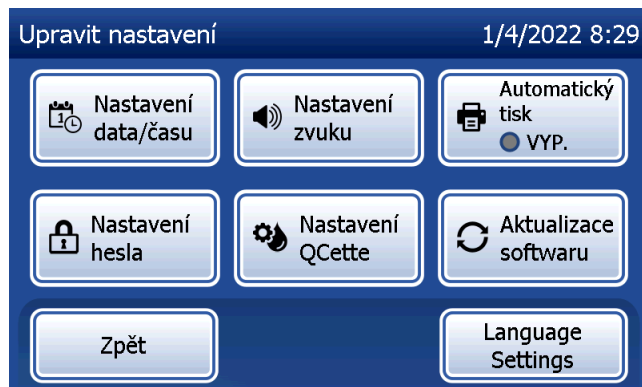 Upravit nastavení 1/4/2022 8:29
Nastavení
data/času
Nastavení
zvuku
Automatický
tisk
VYP.
Nastavení
hesla
Nastavení
QCette
Aktualizace
softwaru
Zpět
Language
Settings